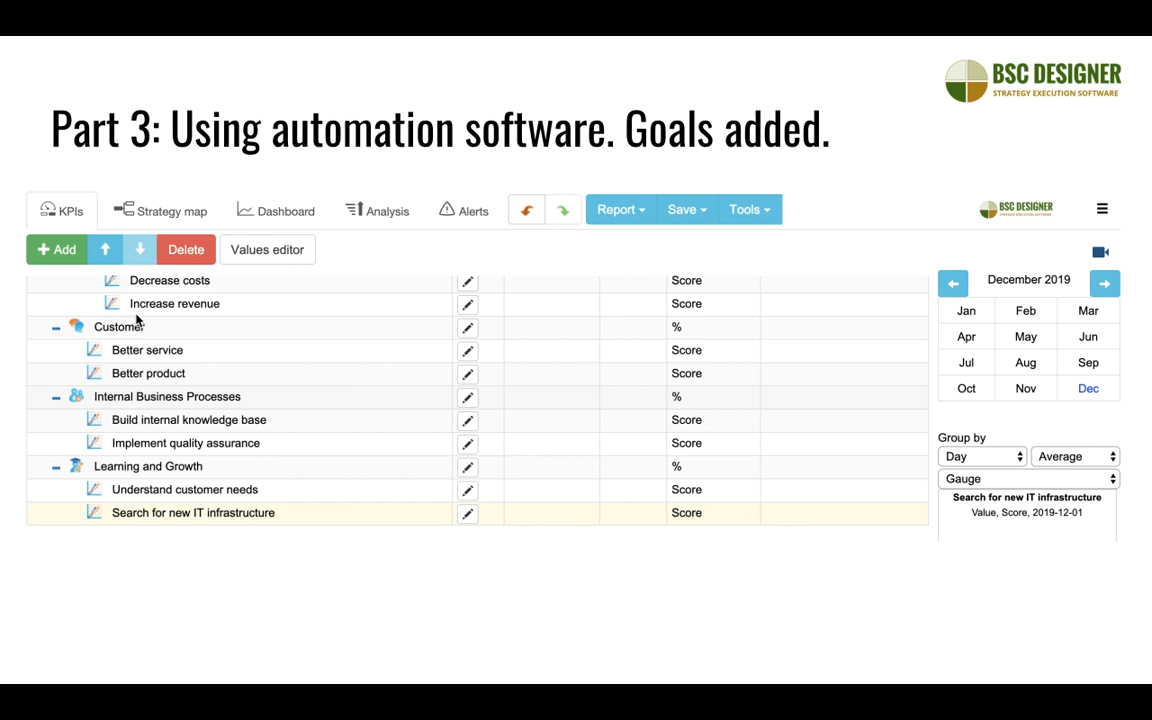 BSC DESIGNER
STRATEGY EXECUTION SOFTWARE
Part 3: Using automation software. Goals added.
KPIs Strategy map Dashboard Analysis Alerts Report Save Tools
BSC DESIGNER
STRATEGY EXECUTION SOFTWARE
+ Add Delete Values editor
Decrease costs Score
Increase revenue Score
Customer %
Better service Score
Better product Score
Internal Business Processes %
Build internal knowledge base Score
Implement quality assurance Score
Learning and Growth %
Understand customer needs Score
Search for new IT infrastructure Score
December 2019
Jan Feb Mar
Apr May Jun
Jul Aug Sep
Oct Nov Dec
Group by
Day Average
Gauge
Search for new IT infrastructure
Value, Score, 2019-12-01